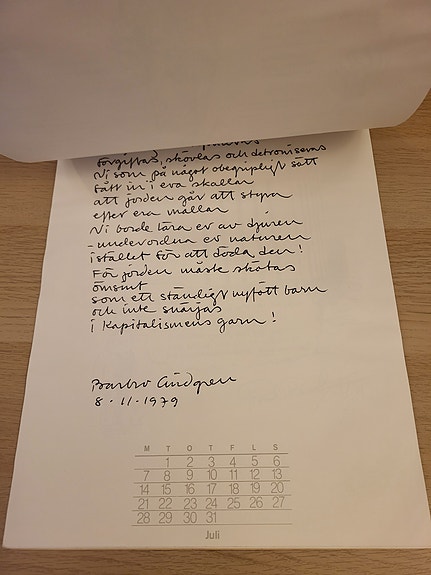 förgiftas, skövlas och detroniseras
Ni som på något obegripligt sätt
fått in i era skallar
att jorden går att styra
efter era mallar
Ni borde lära er av djuren
– underordna er naturen
istället för att döda den!
För jorden måste skötas
ömsint
som ett ständigt nyfött barn
och inte snärjas
i Kapitalismens garn!
Barbro Lindgren
8.11.1979
M T O T F L S
1 2 3 4 5 6
7 8 9 10 11 12 13
14 15 16 17 18 19 20
21 22 23 24 25 26 27
28 29 30 31
Juli